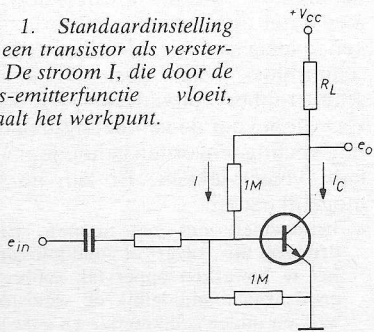 1. Standaardinstelling
een transistor als verster-
De stroom I, die door de
s-emitterfunctie vloeit,
aalt het werkpunt.
+Vcc
RL
eo
I
1M
IC
ein
1M